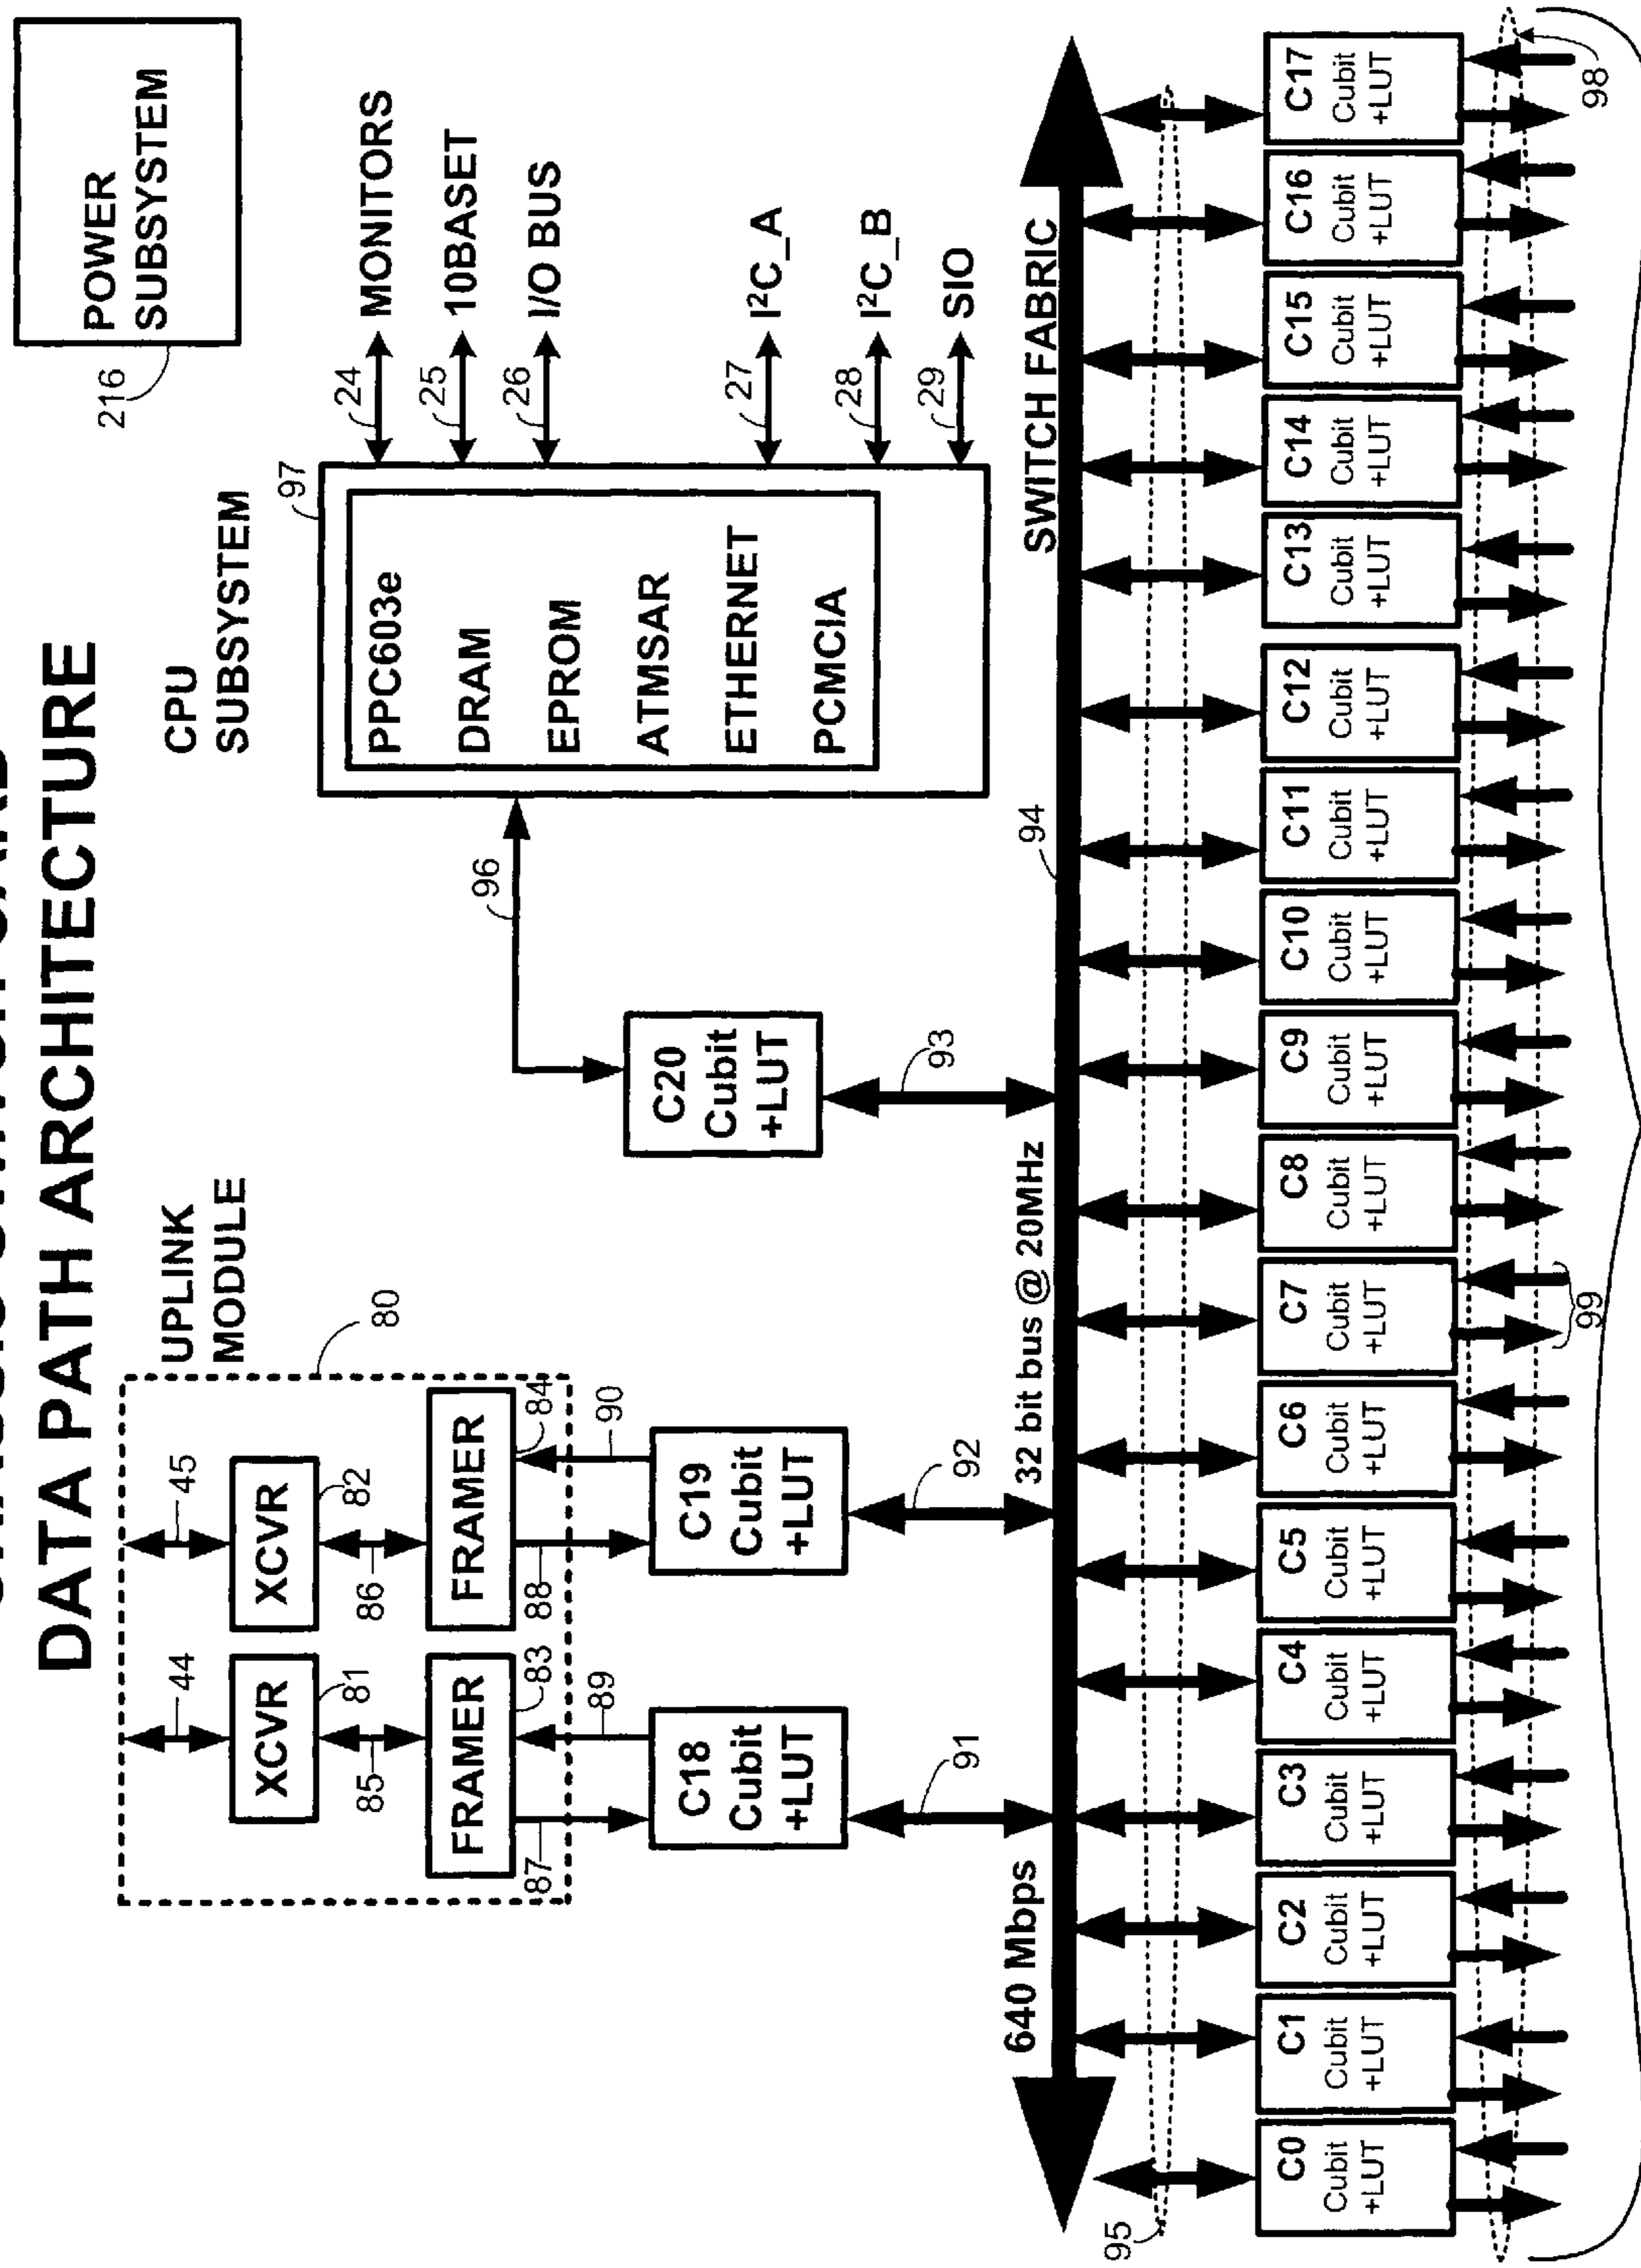 DATA PATH ARCHITECTURE
POWER
SUBSYSTEM
216
UPLINK
MODULE
80
44
45
XCVR
81
XCVR
82
85
86
FRAMER
83
FRAMER
84
87
89
88
90
C18
Cubit
+LUT
C19
Cubit
+LUT
91
92
CPU
SUBSYSTEM
97
PPC603e
DRAM
EPROM
ATMSAR
ETHERNET
PCMCIA
24
MONITORS
25
10BASET
26
I/O BUS
27
I²C_A
28
I²C_B
29
SIO
96
C20
Cubit
+LUT
93
640 Mbps
32 bit bus @ 20MHz
94
SWITCH FABRIC
95
C0
Cubit
+LUT
C1
Cubit
+LUT
C2
Cubit
+LUT
C3
Cubit
+LUT
C4
Cubit
+LUT
C5
Cubit
+LUT
C6
Cubit
+LUT
C7
Cubit
+LUT
C8
Cubit
+LUT
C9
Cubit
+LUT
C10
Cubit
+LUT
C11
Cubit
+LUT
C12
Cubit
+LUT
C13
Cubit
+LUT
C14
Cubit
+LUT
C15
Cubit
+LUT
C16
Cubit
+LUT
C17
Cubit
+LUT
99
98